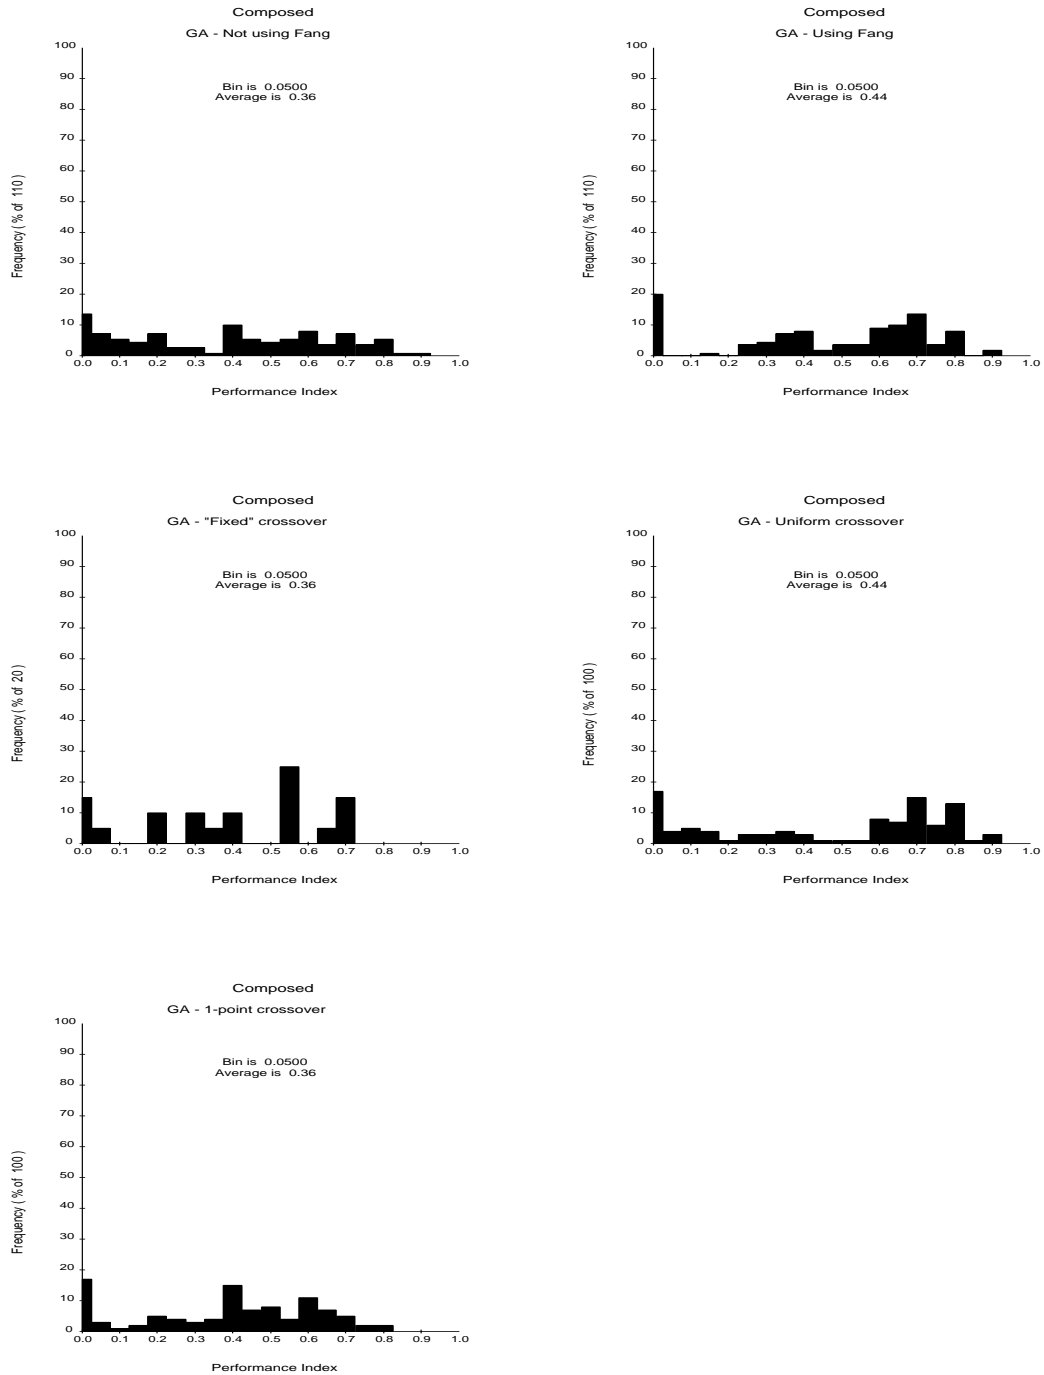 Composed
GA - Not using Fang
100
90
80
70
60
50
40
30
20
10
0
Bin is 0.0500
Average is 0.36
Frequency ( % of 110 )
0.0 0.1 0.2 0.3 0.4 0.5 0.6 0.7 0.8 0.9 1.0
Performance Index
Composed
GA - Using Fang
100
90
80
70
60
50
40
30
20
10
0
Bin is 0.0500
Average is 0.44
Frequency ( % of 110 )
0.0 0.1 0.2 0.3 0.4 0.5 0.6 0.7 0.8 0.9 1.0
Performance Index
Composed
GA - "Fixed" crossover
100
90
80
70
60
50
40
30
20
10
0
Bin is 0.0500
Average is 0.36
Frequency ( % of 20 )
0.0 0.1 0.2 0.3 0.4 0.5 0.6 0.7 0.8 0.9 1.0
Performance Index
Composed
GA - Uniform crossover
100
90
80
70
60
50
40
30
20
10
0
Bin is 0.0500
Average is 0.44
Frequency ( % of 100 )
0.0 0.1 0.2 0.3 0.4 0.5 0.6 0.7 0.8 0.9 1.0
Performance Index
Composed
GA - 1-point crossover
100
90
80
70
60
50
40
30
20
10
0
Bin is 0.0500
Average is 0.36
Frequency ( % of 100 )
0.0 0.1 0.2 0.3 0.4 0.5 0.6 0.7 0.8 0.9 1.0
Performance Index